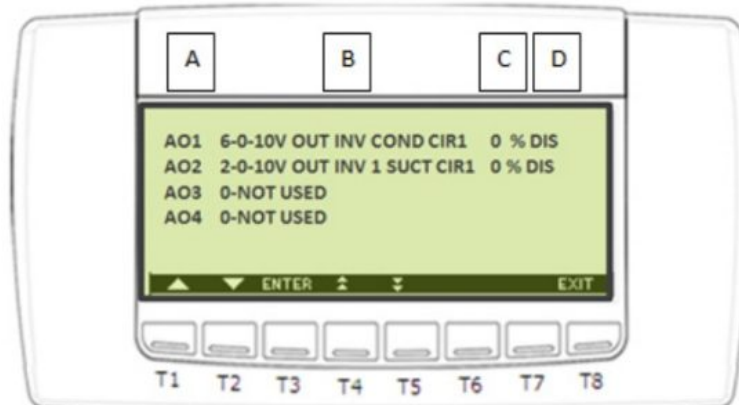 A B C D
AO1 6-0-10V OUT INV COND CIR1 0 % DIS
AO2 2-0-10V OUT INV 1 SUCT CIR1 0 % DIS
AO3 0-NOT USED
AO4 0-NOT USED
ENTER EXIT
T1 T2 T3 T4 T5 T6 T7 T8